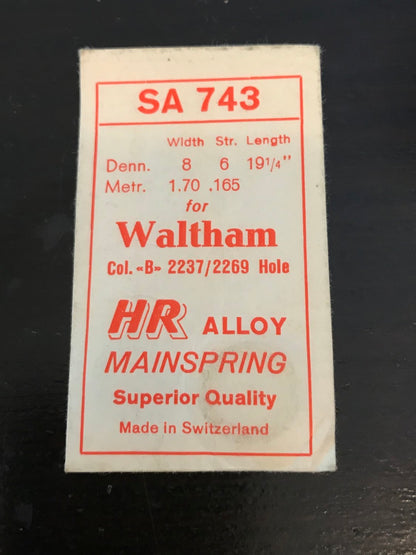 SA 743
Width Str. Length
Denn. 8 6 19 1/4"
Metr. 1.70 .165
for
Waltham
Col. «B» 2237/2269 Hole
HR ALLOY
MAINSPRING
Superior Quality
Made in Switzerland